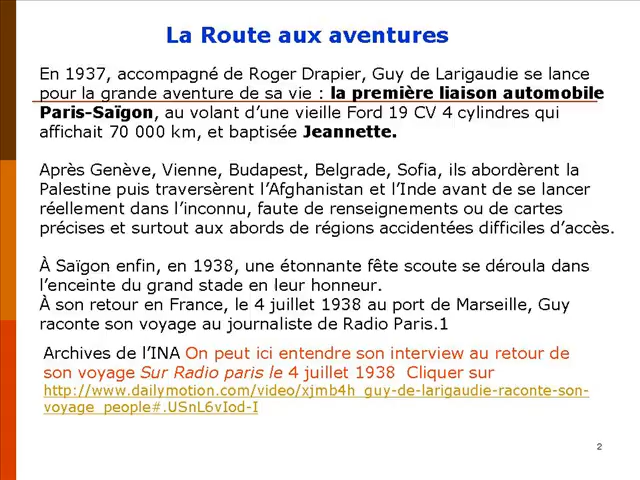 La Route aux aventures
En 1937, accompagné de Roger Drapier, Guy de Larigaudie se lance
pour la grande aventure de sa vie : la première liaison automobile
Paris-Saïgon, au volant d’une vieille Ford 19 CV 4 cylindres qui
affichait 70 000 km, et baptisée Jeannette.
Après Genève, Vienne, Budapest, Belgrade, Sofia, ils abordèrent la
Palestine puis traversèrent l’Afghanistan et l’Inde avant de se lancer
réellement dans l’inconnu, faute de renseignements ou de cartes
précises et surtout aux abords de régions accidentées difficiles d’accès.
À Saïgon enfin, en 1938, une étonnante fête scoute se déroula dans
l’enceinte du grand stade en leur honneur.
À son retour en France, le 4 juillet 1938 au port de Marseille, Guy
raconte son voyage au journaliste de Radio Paris.1
Archives de l’INA On peut ici entendre son interview au retour de
son voyage Sur Radio paris le 4 juillet 1938 Cliquer sur
http://www.dailymotion.com/video/xjmb4h_guy-de-larigaudie-raconte-son-
voyage_people#.USnL6vIod-I
2